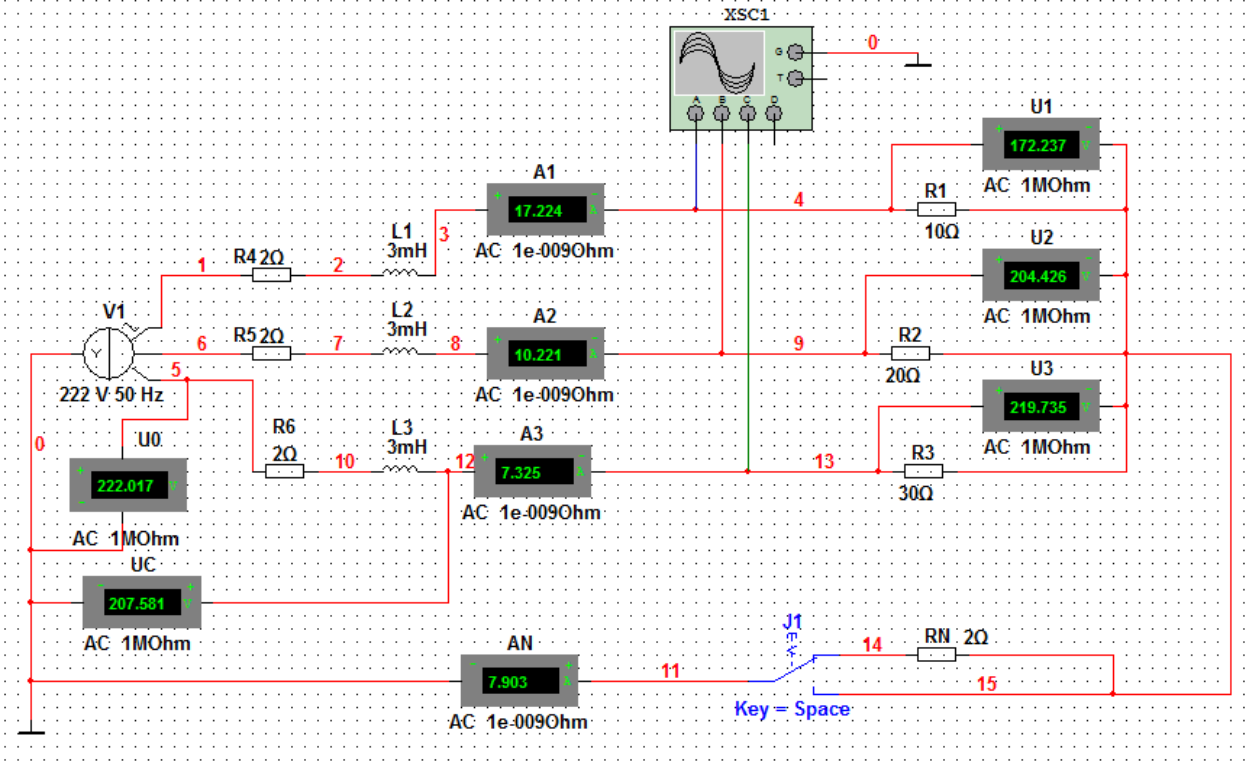 XSC1
G
T
A B C D
0
U1
172.237
V
AC 1MOhm
A1
17.224
A
AC 1e-009Ohm
4
R1
10Ω
3
L1
3mH
R4 2Ω
1
2
U2
204.426
V
AC 1MOhm
V1
Y
222 V 50 Hz
L2
3mH
R5 2Ω
6
7
8
A2
10.221
A
AC 1e-009Ohm
9
R2
20Ω
5
U3
219.735
V
AC 1MOhm
0
U0
222.017
V
AC 1MOhm
R6
2Ω
10
L3
3mH
12
A3
7.325
A
AC 1e-009Ohm
13
R3
30Ω
UC
207.581
V
AC 1MOhm
AN
7.903
A
AC 1e-009Ohm
11
J1
Key = Space
14
RN 2Ω
15